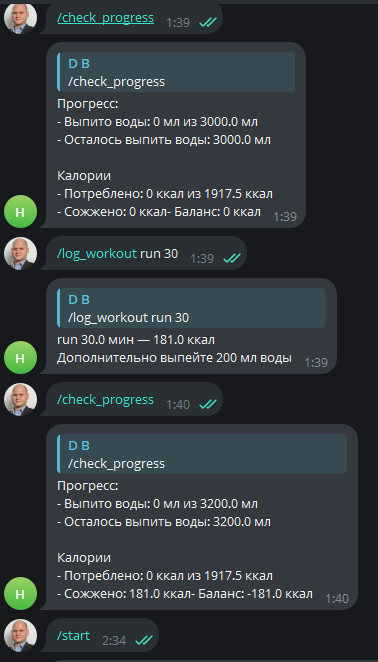 /check_progress 1:39
D B
/check_progress
Прогресс:
- Выпито воды: 0 мл из 3000.0 мл
- Осталось выпить воды: 3000.0 мл
Калории
- Потреблено: 0 ккал из 1917.5 ккал
- Сожжено: 0 ккал- Баланс: 0 ккал 1:39
H
/log_workout run 30 1:39
D B
/log_workout run 30
run 30.0 мин — 181.0 ккал
Дополнительно выпейте 200 мл воды 1:39
H
/check_progress 1:40
D B
/check_progress
Прогресс:
- Выпито воды: 0 мл из 3200.0 мл
- Осталось выпить воды: 3200.0 мл
Калории
- Потреблено: 0 ккал из 1917.5 ккал
- Сожжено: 181.0 ккал- Баланс: -181.0 ккал 1:40
H
/start 2:34